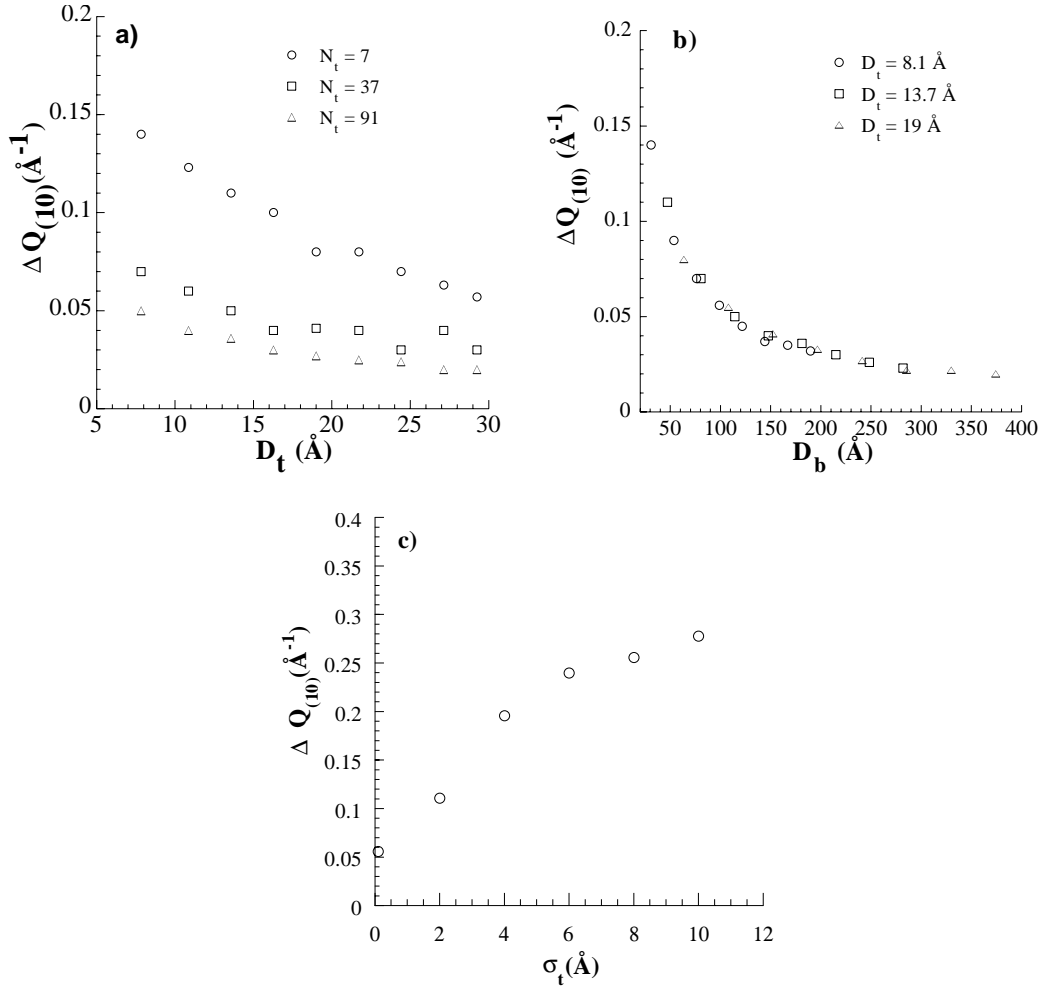 a)
N_t = 7
N_t = 37
N_t = 91
0.2
0.15
0.1
0.05
0
5 10 15 20 25 30
D_t (Å)
Δ Q_(10) (Å^-1)
b)
D_t = 8.1 Å
D_t = 13.7 Å
D_t = 19 Å
0.2
0.15
0.1
0.05
0
50 100 150 200 250 300 350 400
D_b (Å)
Δ Q_(10) (Å^-1)
c)
0.4
0.35
0.3
0.25
0.2
0.15
0.1
0.05
0
0 2 4 6 8 10 12
σ_t (Å)
Δ Q_(10) (Å^-1)